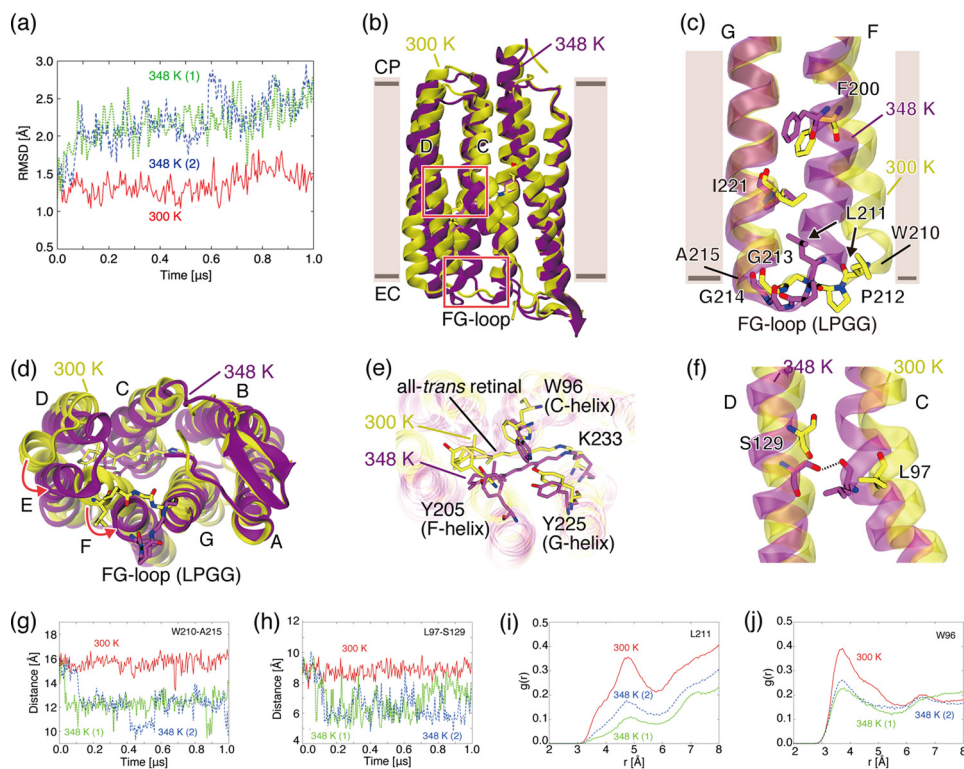 (a)
348 K (1)
348 K (2)
300 K
RMSD [Å]
3.0
2.5
2.0
1.5
1.0
0.5
0.0 0.2 0.4 0.6 0.8 1.0
Time [µs]
(b)
300 K
348 K
CP
D C
EC
FG-loop
(c)
G F
F200
348 K
300 K
I221
L211
W210
A215
G213
G214
P212
FG-loop (LPGG)
(d)
300 K
348 K
D C B
E
F G A
FG-loop (LPGG)
(e)
all-trans retinal
W96
(C-helix)
300 K
K233
348 K
Y205
(F-helix)
Y225
(G-helix)
(f)
348 K
300 K
D C
S129
L97
(g)
W210-A215
300 K
348 K (1)
348 K (2)
Distance [Å]
18
16
14
12
10
0.0 0.2 0.4 0.6 0.8 1.0
Time [µs]
(h)
L97-S129
300 K
348 K (1)
348 K (2)
Distance [Å]
12
10
8
6
4
0.0 0.2 0.4 0.6 0.8 1.0
Time [µs]
(i)
L211
300 K
348 K (2)
348 K (1)
g(r)
0.5
0.4
0.3
0.2
0.1
0.0
2 3 4 5 6 7 8
r [Å]
(j)
W96
300 K
348 K (2)
348 K (1)
g(r)
0.5
0.4
0.3
0.2
0.1
0.0
2 3 4 5 6 7 8
r [Å]